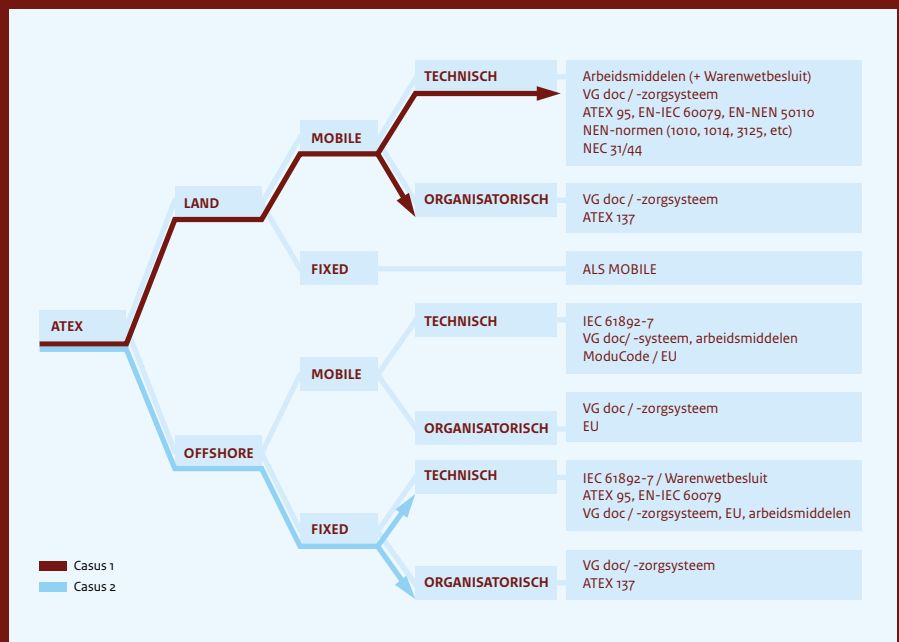 TECHNISCH
Arbeidsmiddelen (+ Warenwetbesluit)
VG doc / -zorgsysteem
ATEX 95, EN-IEC 60079, EN-NEN 50110
NEN-normen (1010, 1014, 3125, etc)
NEC 31/44
MOBILE
ORGANISATORISCH
VG doc / -zorgsysteem
ATEX 137
LAND
FIXED
ALS MOBILE
ATEX
TECHNISCH
IEC 61892-7
VG doc/ -systeem, arbeidsmiddelen
ModuCode / EU
MOBILE
ORGANISATORISCH
VG doc / -zorgsysteem
EU
OFFSHORE
TECHNISCH
IEC 61892-7 / Warenwetbesluit
ATEX 95, EN-IEC 60079
VG doc / -zorgsysteem, EU, arbeidsmiddelen
FIXED
ORGANISATORISCH
VG doc/ -zorgsysteem
ATEX 137
Casus 1
Casus 2